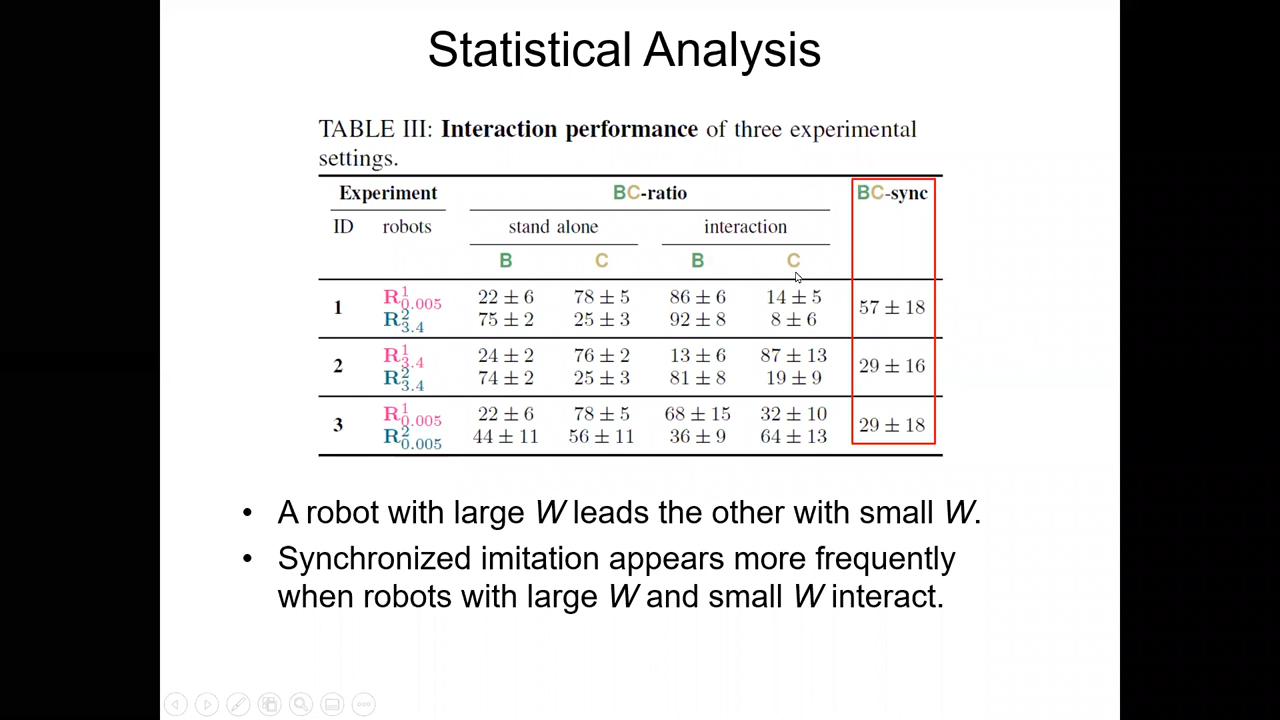 Statistical Analysis
TABLE III: Interaction performance of three experimental
settings.
Experiment BC-ratio BC-sync
ID robots stand alone interaction
B C B C
1 R¹0.005 22 ± 6 78 ± 5 86 ± 6 14 ± 5 57 ± 18
R²3.4 75 ± 2 25 ± 3 92 ± 8 8 ± 6
2 R¹3.4 24 ± 2 76 ± 2 13 ± 6 87 ± 13 29 ± 16
R²3.4 74 ± 2 25 ± 3 81 ± 8 19 ± 9
3 R¹0.005 22 ± 6 78 ± 5 68 ± 15 32 ± 10 29 ± 18
R²0.005 44 ± 11 56 ± 11 36 ± 9 64 ± 13
• A robot with large W leads the other with small W.
• Synchronized imitation appears more frequently
when robots with large W and small W interact.